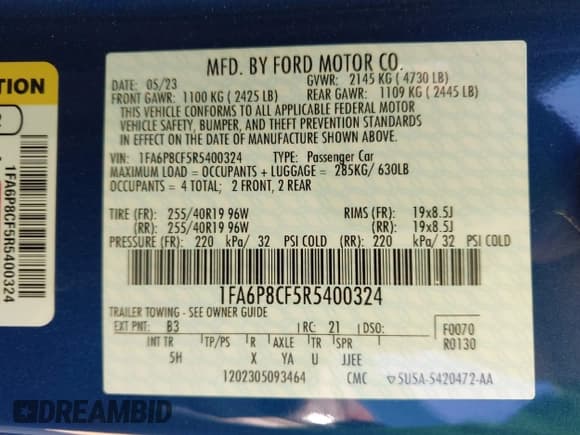 MFD. BY FORD MOTOR CO.
DATE: 05/23 GVWR: 2145 KG ( 4730 LB)
FRONT GAWR: 1100 KG ( 2425 LB) REAR GAWR: 1109 KG ( 2445 LB)
THIS VEHICLE CONFORMS TO ALL APPLICABLE FEDERAL MOTOR
VEHICLE SAFETY, BUMPER, AND THEFT PREVENTION STANDARDS
IN EFFECT ON THE DATE OF MANUFACTURE SHOWN ABOVE.
VIN: 1FA6P8CF5R5400324 TYPE: Passenger Car
MAXIMUM LOAD = OCCUPANTS + LUGGAGE = 285KG/ 630LB
OCCUPANTS = 4 TOTAL; 2 FRONT, 2 REAR
TIRE (FR): 255/40R19 96W RIMS (FR): 19x8.5J
(RR): 255/40R19 96W (RR): 19x8.5J
PRESSURE (FR): 220 kPa/ 32 PSI COLD (RR): 220 kPa/ 32 PSI COLD
1FA6P8CF5R5400324
TRAILER TOWING - SEE OWNER GUIDE
EXT PNT: B3 RC: 21 DSO: F0070
INT TR TP/PS R AXLE TR SPR R0130
5H X YA U JJEE
1202305093464 CMC ▽SUSA-5420472-AA
TION
1FA6P8CF5R5400324
DREAMBID